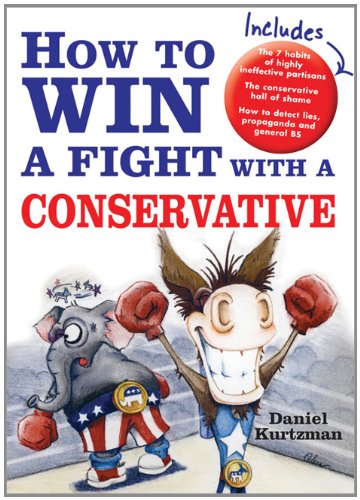 Includes
The 7 habits
of highly
ineffective partisans
The conservative
hall of shame
How to detect lies,
propaganda and
general BS
HOW TO
WIN
A FIGHT WITH A
CONSERVATIVE
Daniel
Kurtzman